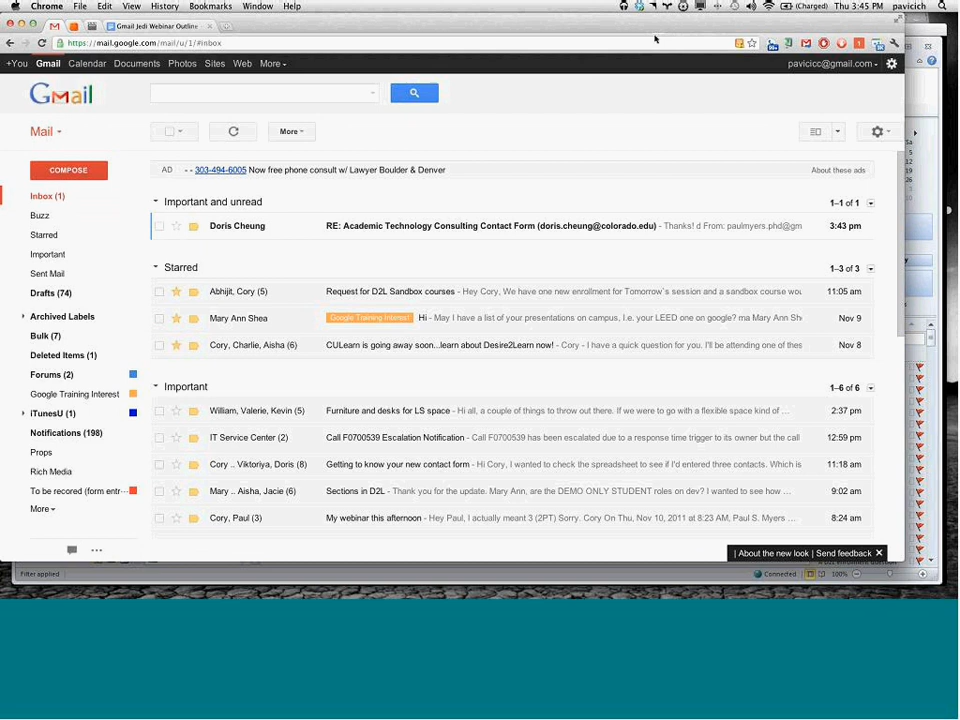 Chrome File Edit View History Bookmarks Window Help (Charged) Thu 3:45 PM pavicich
Gmail Jedi Webinar Outline
https://mail.google.com/mail/u/1/#inbox
+You Gmail Calendar Documents Photos Sites Web More pavicicc@gmail.com
Gmail
Mail More
COMPOSE
AD - - 303-494-6005 Now free phone consult w/ Lawyer Boulder & Denver About these ads
Inbox (1)
Buzz
Starred
Important
Sent Mail
Drafts (74)
Archived Labels
Bulk (7)
Deleted Items (1)
Forums (2)
Google Training Interest
iTunesU (1)
Notifications (198)
Props
Rich Media
To be recored (form entr···
More
Important and unread 1–1 of 1
Doris Cheung RE: Academic Technology Consulting Contact Form (doris.cheung@colorado.edu) - Thanks! d From: paulmyers.phd@gm 3:43 pm
Starred 1–3 of 3
Abhijit, Cory (5) Request for D2L Sandbox courses - Hey Cory, We have one new enrollment for Tomorrow`s session and a sandbox course wou 11:05 am
Mary Ann Shea Google Training Interest Hi - May I have a list of your presentations on campus, I.e. your LEED one on google? ma Mary Ann Sh Nov 9
Cory, Charlie, Aisha (6) CULearn is going away soon...learn about Desire2Learn now! - Cory - I have a quick question for you. I'll be attending one of thes Nov 8
Important 1–6 of 6
William, Valerie, Kevin (5) Furniture and desks for LS space - Hi all, a couple of things to throw out there. If we were to go with a flexible space kind of ... 2:37 pm
IT Service Center (2) Call F0700539 Escalation Notification - Call F0700539 has been escalated due to a response time trigger to its owner but the call 12:59 pm
Cory .. Viktoriya, Doris (8) Getting to know your new contact form - Hi Cory, I wanted to check the spreadsheet to see if I'd entered three contacts. Which is 11:18 am
Mary .. Aisha, Jacie (6) Sections in D2L - Thank you for the update. Mary Ann, are the DEMO ONLY STUDENT roles on dev? I wanted to see how ... 9:02 am
Cory, Paul (3) My webinar this afternoon - Hey Paul, I actually meant 3 (2PT) Sorry. Cory On Thu, Nov 10, 2011 at 8:23 AM, Paul S. Myers ... 8:24 am
| About the new look | Send feedback ×
Filter applied Connected 100%
Sa
5
12
19
26